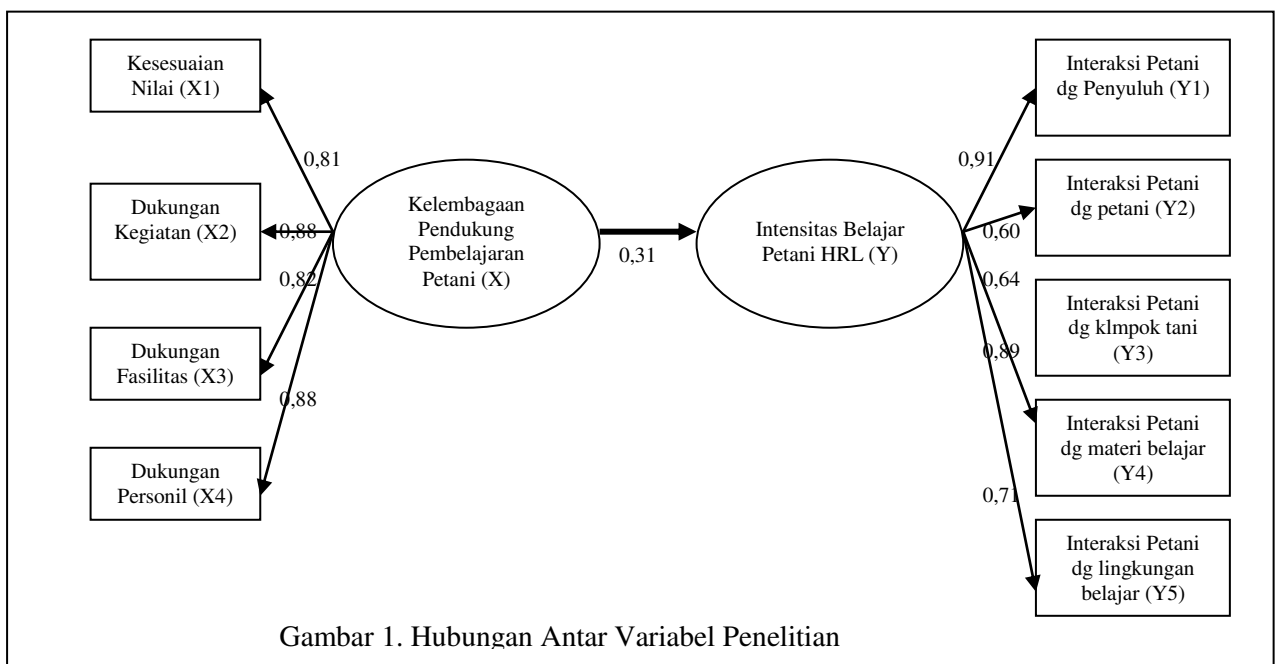 Kesesuaian
Nilai (X1)
Dukungan
Kegiatan (X2)
Dukungan
Fasilitas (X3)
Dukungan
Personil (X4)
0,81
0,88
0,82
0,88
Kelembagaan
Pendukung
Pembelajaran
Petani (X)
0,31
Intensitas Belajar
Petani HRL (Y)
0,91
0,60
0,64
0,89
0,71
Interaksi Petani
dg Penyuluh (Y1)
Interaksi Petani
dg petani (Y2)
Interaksi Petani
dg klmpok tani
(Y3)
Interaksi Petani
dg materi belajar
(Y4)
Interaksi Petani
dg lingkungan
belajar (Y5)
Gambar 1. Hubungan Antar Variabel Penelitian